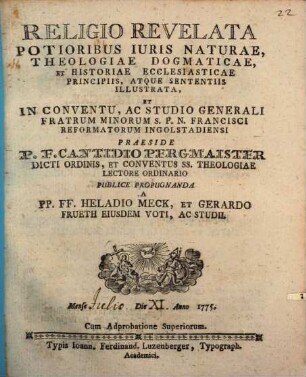 22
RELIGIO REVELATA
POTIORIBUS IURIS NATURAE,
THEOLOGIAE DOGMATICAE,
ET HISTORIAE ECCLESIASTICAE
PRINCIPIIS, ATQUE SENTENTIIS
ILLUSTRATA,
ET
IN CONVENTU, AC STUDIO GENERALI
FRATRUM MINORUM S. P. N. FRANCISCI
REFORMATORUM INGOLSTADIENSI
PRAESIDE
P. F. CANTIDIO PERGMAISTER
DICTI ORDINIS, ET CONVENTUS SS. THEOLOGIAE
LECTORE ORDINARIO
PUBLICE PROPUGNANDA
A
PP. FF. HELADIO MECK, ET GERARDO
FRUETH EIUSDEM VOTI, AC STUDII.
Mense Julio Die XI. Anno 1775.
Cum Adprobatione Superiorum.
Typis Ioann. Ferdinand. Luzenberger, Typograph.
Academici.